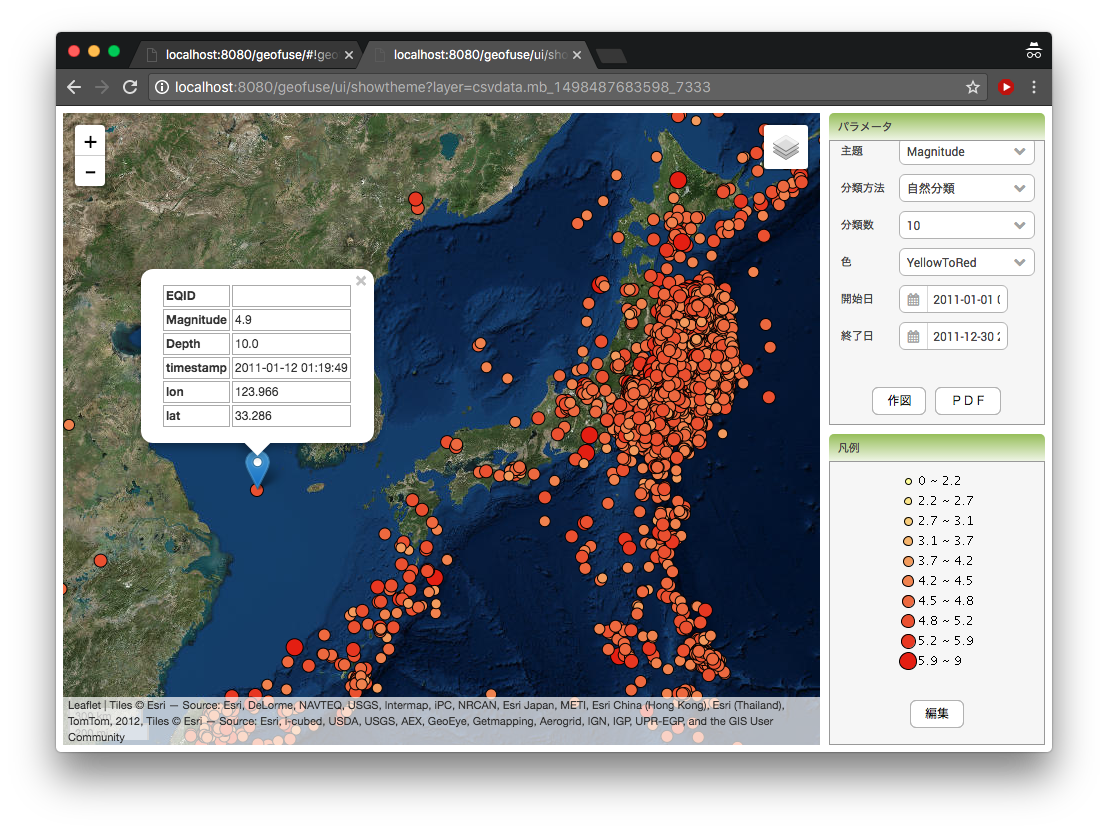 localhost:8080/geofuse/#!geo
localhost:8080/geofuse/ui/sho
localhost:8080/geofuse/ui/showtheme?layer=csvdata.mb_1498487683598_7333
+
-
EQID
Magnitude 4.9
Depth 10.0
timestamp 2011-01-12 01:19:49
lon 123.966
lat 33.286
Leaflet | Tiles © Esri — Source: Esri, DeLorme, NAVTEQ, USGS, Intermap, iPC, NRCAN, Esri Japan, METI, Esri China (Hong Kong), Esri (Thailand),
TomTom, 2012, Tiles © Esri — Source: Esri, i-cubed, USDA, USGS, AEX, GeoEye, Getmapping, Aerogrid, IGN, IGP, UPR-EGP, and the GIS User
Community
パラメータ
主題 Magnitude
分類方法 自然分類
分類数 10
色 YellowToRed
開始日 2011-01-01 0
終了日 2011-12-30 2
作図 ＰＤＦ
凡例
0 ~ 2.2
2.2 ~ 2.7
2.7 ~ 3.1
3.1 ~ 3.7
3.7 ~ 4.2
4.2 ~ 4.5
4.5 ~ 4.8
4.8 ~ 5.2
5.2 ~ 5.9
5.9 ~ 9
編集